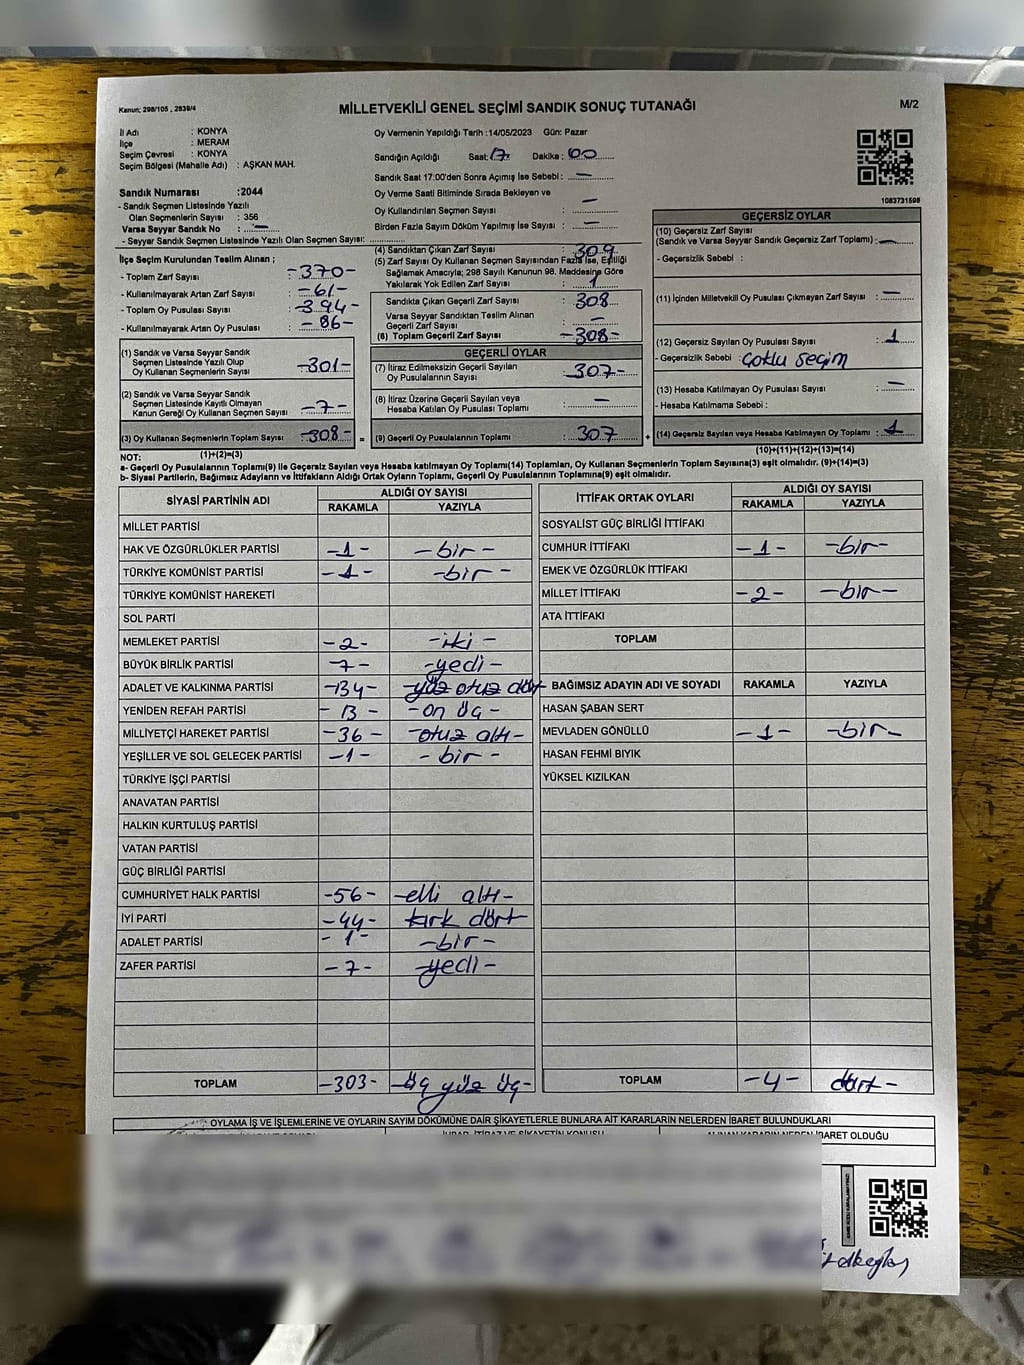 Kanun; 298/105 , 2839/4
MİLLETVEKİLİ GENEL SEÇİMİ SANDIK SONUÇ TUTANAĞI
M/2
İl Adı : KONYA
İlçe : MERAM
Seçim Çevresi : KONYA
Seçim Bölgesi (Mahalle Adı) : AŞKAN MAH.
Sandık Numarası :2044
- Sandık Seçmen Listesinde Yazılı
Olan Seçmenlerin Sayısı : 356
Varsa Seyyar Sandık No : —
- Seyyar Sandık Seçmen Listesinde Yazılı Olan Seçmen Sayısı:
İlçe Seçim Kurulundan Teslim Alınan ;
- Toplam Zarf Sayısı : -370-
- Kullanılmayarak Artan Zarf Sayısı : -61-
- Toplam Oy Pusulası Sayısı : -394-
- Kullanılmayarak Artan Oy Pusulası : -86-
(1) Sandık ve Varsa Seyyar Sandık
Seçmen Listesinde Yazılı Olup
Oy Kullanan Seçmenlerin Sayısı : -301-
(2) Sandık ve Varsa Seyyar Sandık
Seçmen Listesinde Kayıtlı Olmayan
Kanun Gereği Oy Kullanan Seçmen Sayısı : -7-
(3) Oy Kullanan Seçmenlerin Toplam Sayısı : -308-
(1)+(2)=(3)
Oy Vermenin Yapıldığı Tarih :14/05/2023 Gün: Pazar
Sandığın Açıldığı Saat: 17 Dakika : 00
Sandık Saat 17:00'den Sonra Açımış İse Sebebi : —
Oy Verme Saati Bitiminde Sırada Bekleyen ve
Oy Kullandırılan Seçmen Sayısı : —
Birden Fazla Sayım Döküm Yapılmış İse Sayısı : —
(4) Sandıktan Çıkan Zarf Sayısı : 309
(5) Zarf Sayısı Oy Kullanan Seçmen Sayısından Fazla İse, Eşitliği
Sağlamak Amacıyla; 298 Sayılı Kanunun 98. Maddesine Göre
Yakılarak Yok Edilen Zarf Sayısı : 1
Sandıkta Çıkan Geçerli Zarf Sayısı : 308
Varsa Seyyar Sandıktan Teslim Alınan
Geçerli Zarf Sayısı : —
(6) Toplam Geçerli Zarf Sayısı : -308-
GEÇERLİ OYLAR
(7) İtiraz Edilmeksizin Geçerli Sayılan
Oy Pusulalarının Sayısı : 307-
(8) İtiraz Üzerine Geçerli Sayılan veya
Hesaba Katılan Oy Pusulası Toplamı : —
= (9) Geçerli Oy Pusulalarının Toplamı : 307
1083731598
GEÇERSİZ OYLAR
(10) Geçersiz Zarf Sayısı
(Sandık ve Varsa Seyyar Sandık Geçersiz Zarf Toplamı) : —
- Geçersizlik Sebebi :
(11) İçinden Milletvekili Oy Pusulası Çıkmayan Zarf Sayısı : —
(12) Geçersiz Sayılan Oy Pusulası Sayısı : 1
- Geçersizlik Sebebi : Çoklu seçim
(13) Hesaba Katılmayan Oy Pusulası Sayısı : —
- Hesaba Katılmama Sebebi :
+ (14) Geçersiz Sayılan veya Hesaba Katılmayan Oy Toplamı : 1
(10)+(11)+(12)+(13)=(14)
NOT:
a- Geçerli Oy Pusulalarının Toplamı(9) ile Geçersiz Sayılan veya Hesaba katılmayan Oy Toplamı(14) Toplamları, Oy Kullanan Seçmenlerin Toplam Sayısına(3) eşit olmalıdır. (9)+(14)=(3)
b- Siyasi Partilerin, Bağımsız Adayların ve İttifakların Aldığı Ortak Oyların Toplamı, Geçerli Oy Pusulalarının Toplamına(9) eşit olmalıdır.
SİYASİ PARTİNİN ADI ALDIĞI OY SAYISI
RAKAMLA YAZIYLA
MİLLET PARTİSİ
HAK VE ÖZGÜRLÜKLER PARTİSİ -1- -bir-
TÜRKİYE KOMÜNİST PARTİSİ -1- -bir-
TÜRKİYE KOMÜNİST HAREKETİ
SOL PARTİ
MEMLEKET PARTİSİ -2- -iki-
BÜYÜK BİRLİK PARTİSİ 7- -yedi-
ADALET VE KALKINMA PARTİSİ -134- -yüz otuz dört
YENİDEN REFAH PARTİSİ -13- -on üç-
MİLLİYETÇİ HAREKET PARTİSİ -36- -otuz altı-
YEŞİLLER VE SOL GELECEK PARTİSİ -1- -bir-
TÜRKİYE İŞÇİ PARTİSİ
ANAVATAN PARTİSİ
HALKIN KURTULUŞ PARTİSİ
VATAN PARTİSİ
GÜÇ BİRLİĞİ PARTİSİ
CUMHURİYET HALK PARTİSİ -56- -elli altı-
İYİ PARTİ -44- kırk dört
ADALET PARTİSİ -1- -bir-
ZAFER PARTİSİ -7- -yedi-
TOPLAM -303- -üç yüz üç-
İTTİFAK ORTAK OYLARI ALDIĞI OY SAYISI
RAKAMLA YAZIYLA
SOSYALİST GÜÇ BİRLİĞİ İTTİFAKI
CUMHUR İTTİFAKI -1- -bir-
EMEK VE ÖZGÜRLÜK İTTİFAKI
MİLLET İTTİFAKI -2- -bir-
ATA İTTİFAKI
TOPLAM
BAĞIMSIZ ADAYIN ADI VE SOYADI RAKAMLA YAZIYLA
HASAN ŞABAN SERT
MEVLADEN GÖNÜLLÜ -1- -bir-
HASAN FEHMİ BIYIK
YÜKSEL KIZILKAN
TOPLAM -4- dört-
OYLAMA İŞ VE İŞLEMLERİNE VE OYLARIN SAYIM DÖKÜMÜNE DAİR ŞİKAYETLERLE BUNLARA AİT KARARLARIN NELERDEN İBARET BULUNDUKLARI
İHBAR, İTİRAZ VE ŞİKAYETİN KONUSU ALINAN KARARIN NEDEN İBARET OLDUĞU